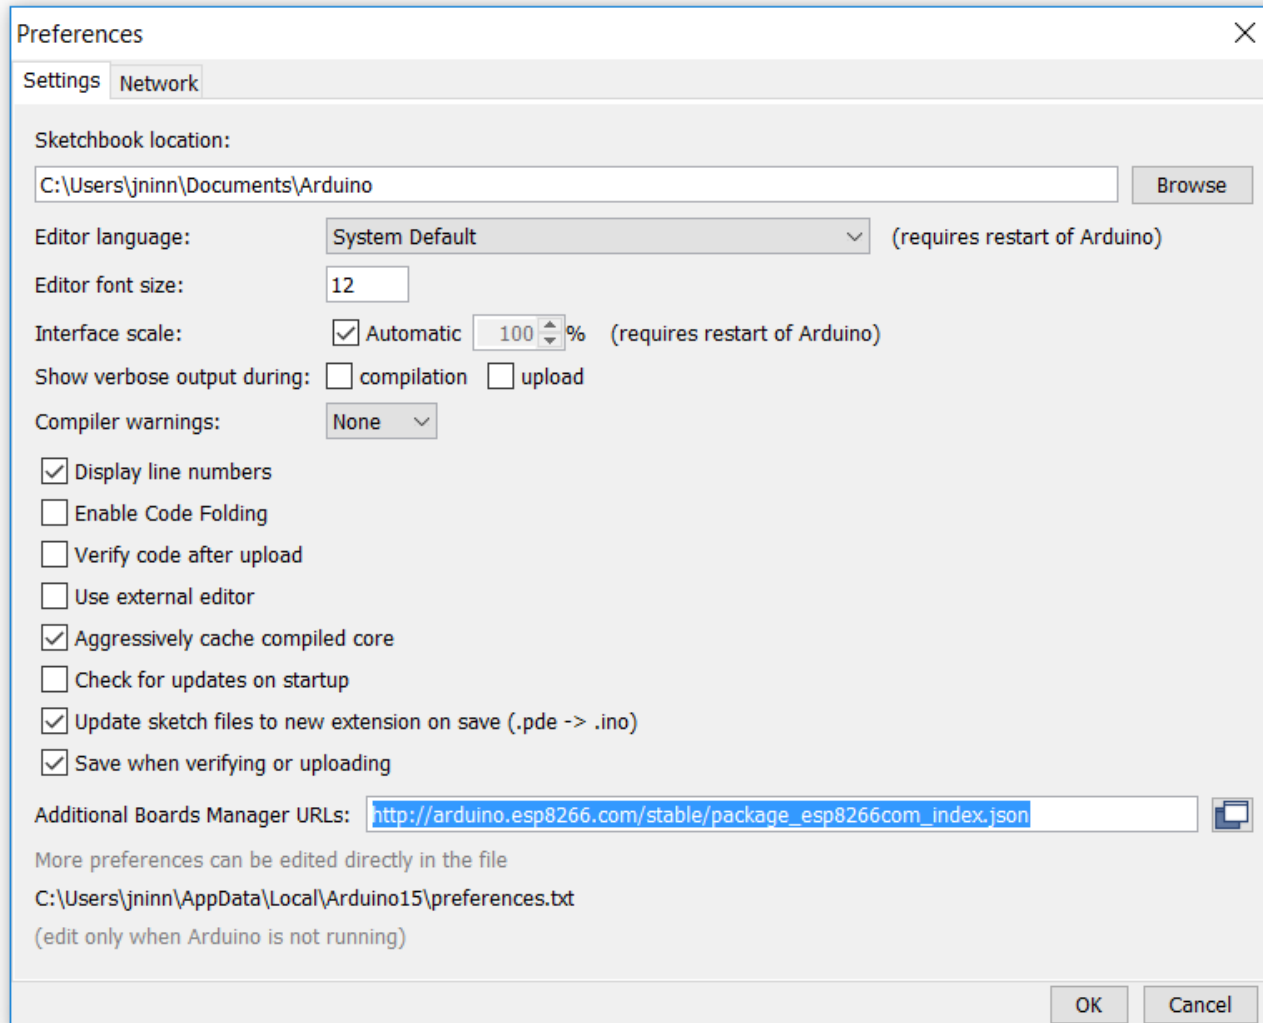 Preferences
Settings Network
Sketchbook location:
C:\Users\jninn\Documents\Arduino Browse
Editor language: System Default (requires restart of Arduino)
Editor font size: 12
Interface scale: Automatic 100 % (requires restart of Arduino)
Show verbose output during: compilation upload
Compiler warnings: None
Display line numbers
Enable Code Folding
Verify code after upload
Use external editor
Aggressively cache compiled core
Check for updates on startup
Update sketch files to new extension on save (.pde -> .ino)
Save when verifying or uploading
Additional Boards Manager URLs: http://arduino.esp8266.com/stable/package_esp8266com_index.json
More preferences can be edited directly in the file
C:\Users\jninn\AppData\Local\Arduino15\preferences.txt
(edit only when Arduino is not running)
OK Cancel